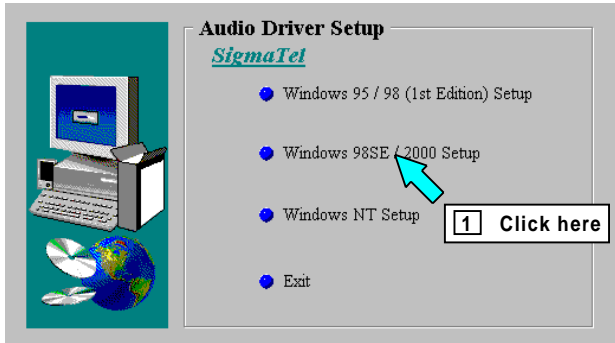 Audio Driver Setup
SigmaTel
Windows 95 / 98 (1st Edition) Setup
Windows 98SE / 2000 Setup
Windows NT Setup
1 Click here
Exit